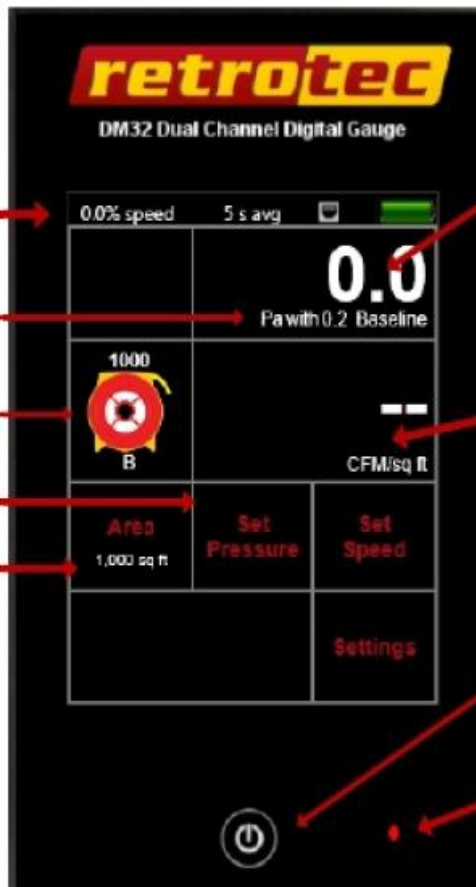 retrotec
DM32 Dual Channel Digital Gauge
0.0% speed 5 s avg
0.0
Pa with 0.2 Baseline
1000
B
--
CFM/sq ft
Area
1,000 sq ft
Set
Pressure
Set
Speed
Settings